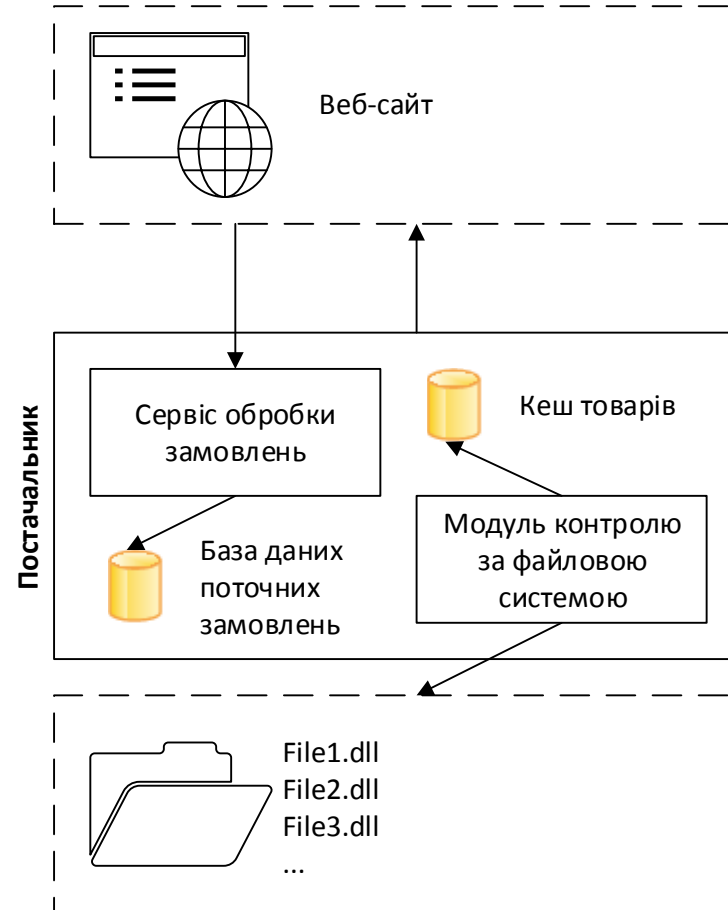 Веб-сайт
Постачальник
Сервіс обробки
замовлень
Кеш товарів
База даних
поточних
замовлень
Модуль контролю
за файловою
системою
File1.dll
File2.dll
File3.dll
...